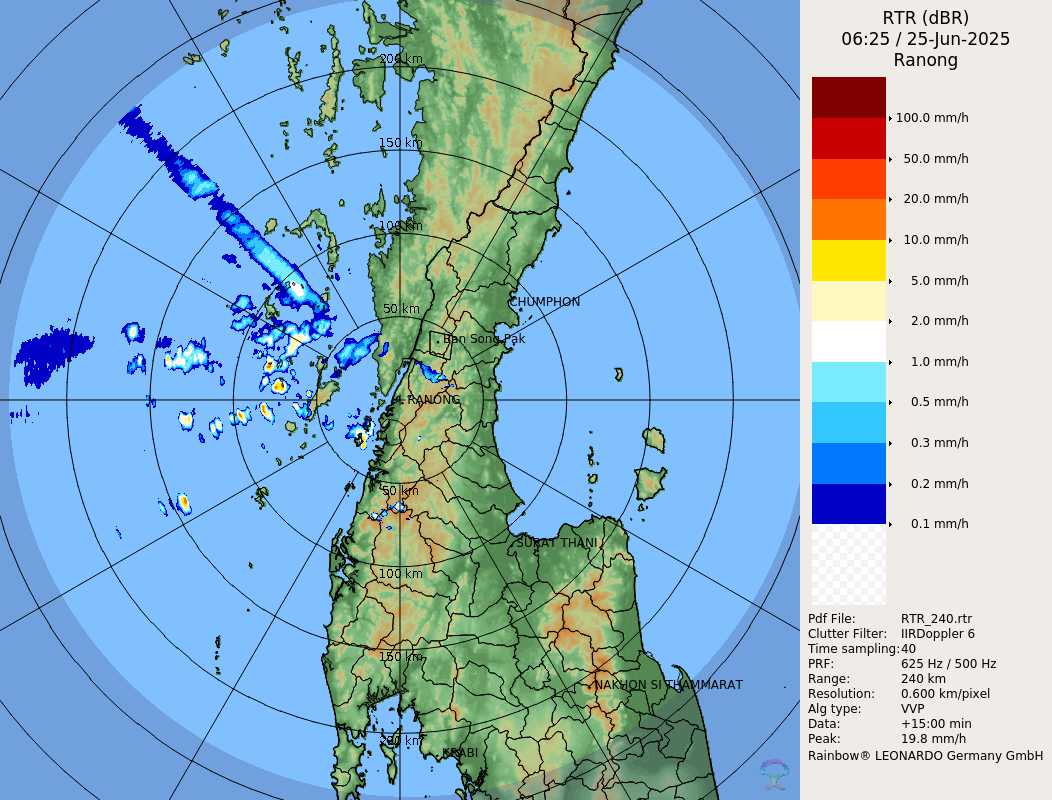 RTR (dBR)
06:25 / 25-Jun-2025
Ranong
100.0 mm/h
50.0 mm/h
20.0 mm/h
10.0 mm/h
5.0 mm/h
2.0 mm/h
1.0 mm/h
0.5 mm/h
0.3 mm/h
0.2 mm/h
0.1 mm/h
Pdf File: RTR_240.rtr
Clutter Filter: IIRDoppler 6
Time sampling:40
PRF: 625 Hz / 500 Hz
Range: 240 km
Resolution: 0.600 km/pixel
Alg type: VVP
Data: +15:00 min
Peak: 19.8 mm/h
Rainbow® LEONARDO Germany GmbH
200 km
150 km
100 km
50 km
CHUMPHON
Ban Song Pak
RANONG
50 km
SURAT THANI
100 km
150 km
NAKHON SI THAMMARAT
200 km
KRABI